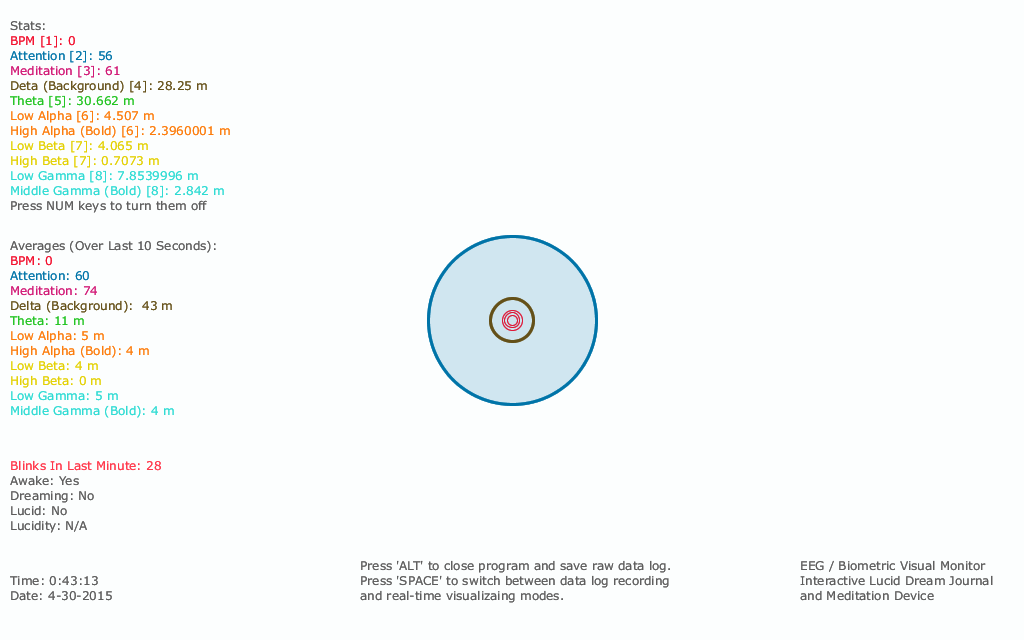 Stats:
BPM [1]: 0
Attention [2]: 56
Meditation [3]: 61
Deta (Background) [4]: 28.25 m
Theta [5]: 30.662 m
Low Alpha [6]: 4.507 m
High Alpha (Bold) [6]: 2.3960001 m
Low Beta [7]: 4.065 m
High Beta [7]: 0.7073 m
Low Gamma [8]: 7.8539996 m
Middle Gamma (Bold) [8]: 2.842 m
Press NUM keys to turn them off
Averages (Over Last 10 Seconds):
BPM: 0
Attention: 60
Meditation: 74
Delta (Background):  43 m
Theta: 11 m
Low Alpha: 5 m
High Alpha (Bold): 4 m
Low Beta: 4 m
High Beta: 0 m
Low Gamma: 5 m
Middle Gamma (Bold): 4 m
Blinks In Last Minute: 28
Awake: Yes
Dreaming: No
Lucid: No
Lucidity: N/A
Time: 0:43:13
Date: 4-30-2015
Press 'ALT' to close program and save raw data log.
Press 'SPACE' to switch between data log recording
and real-time visualizaing modes.
EEG / Biometric Visual Monitor
Interactive Lucid Dream Journal
and Meditation Device